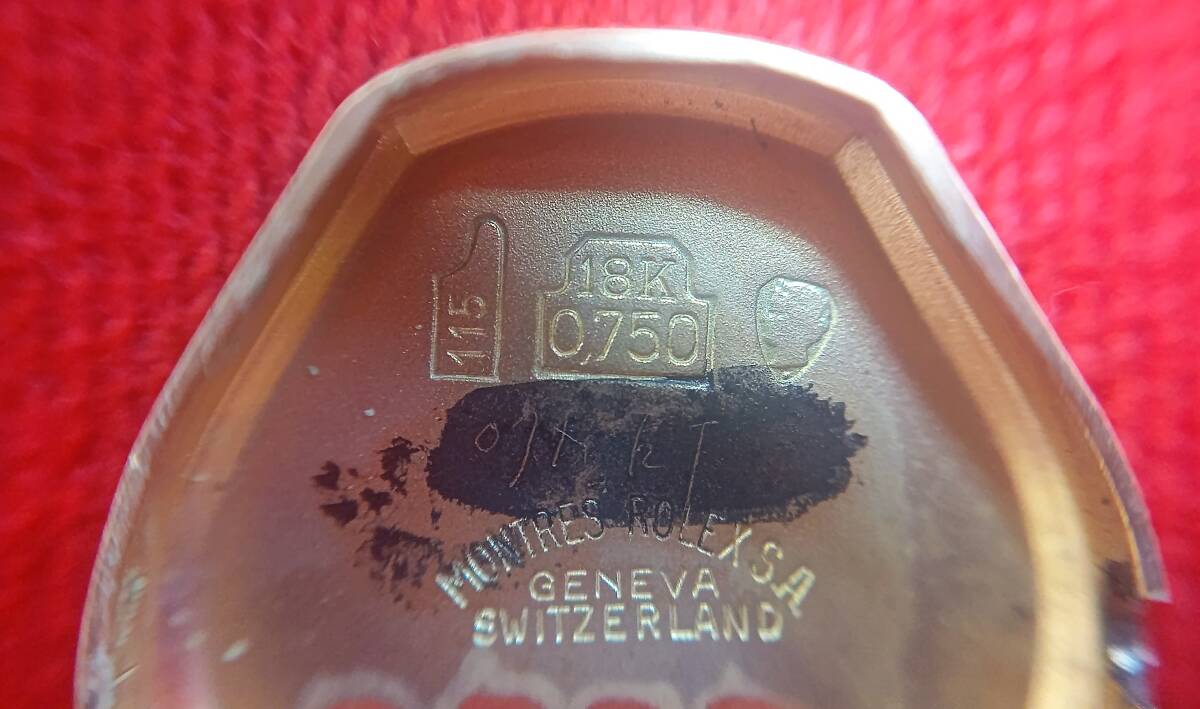 115
18K
0,750
MONTRES ROLEX S.A
GENEVA
SWITZERLAND